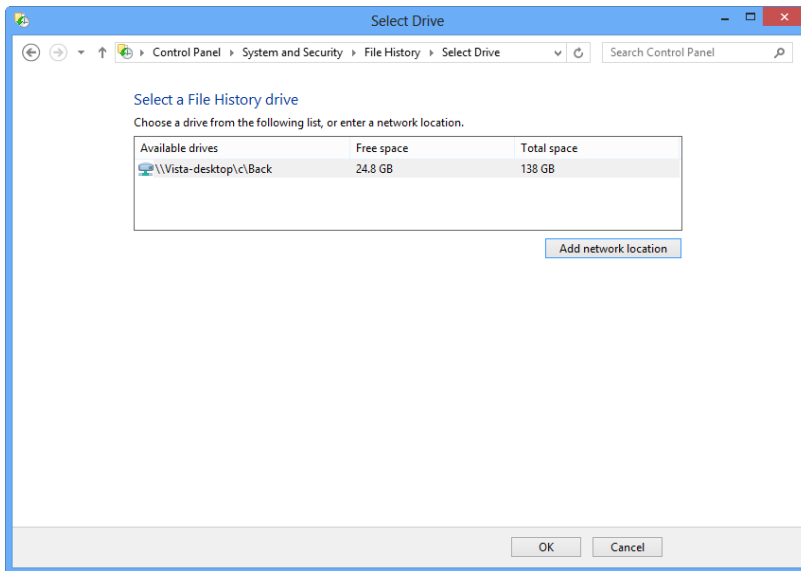 Select Drive
Control Panel System and Security File History Select Drive Search Control Panel
Select a File History drive
Choose a drive from the following list, or enter a network location.
Available drives Free space Total space
\\Vista-desktop\c\Back 24.8 GB 138 GB
Add network location
OK Cancel